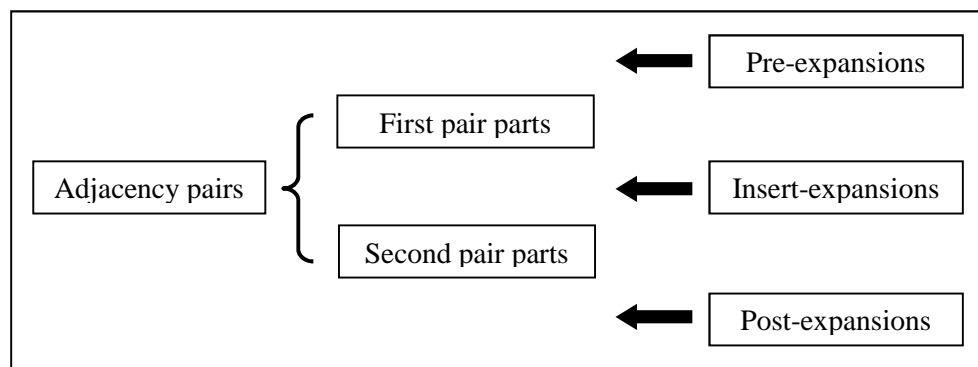 Pre-expansions
First pair parts
Adjacency pairs
Insert-expansions
Second pair parts
Post-expansions